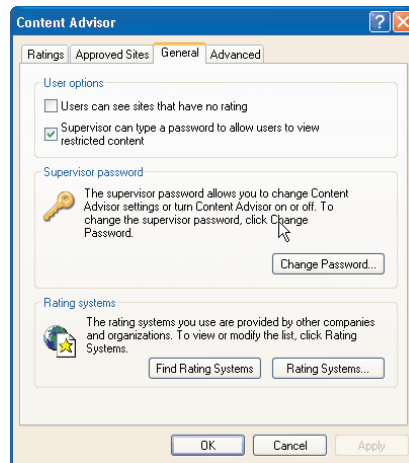 Content Advisor
Ratings Approved Sites General Advanced
User options
Users can see sites that have no rating
Supervisor can type a password to allow users to view
restricted content
Supervisor password
The supervisor password allows you to change Content
Advisor settings or turn Content Advisor on or off. To
change the supervisor password, click Change
Password.
Change Password...
Rating systems
The rating systems you use are provided by other companies
and organizations. To view or modify the list, click Rating
Systems.
Find Rating Systems Rating Systems...
OK Cancel Apply